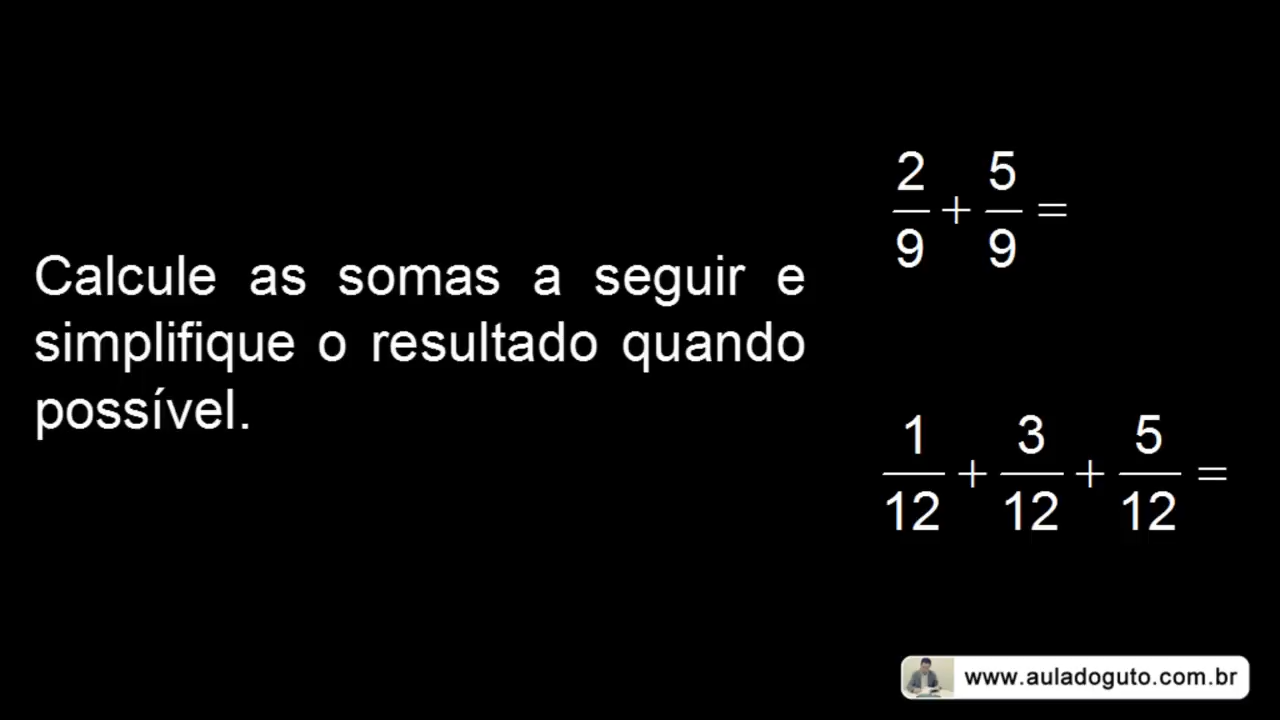 Calcule as somas a seguir e
simplifique o resultado quando
possível.
2/9 + 5/9 =
1/12 + 3/12 + 5/12 =
www.auladoguto.com.br